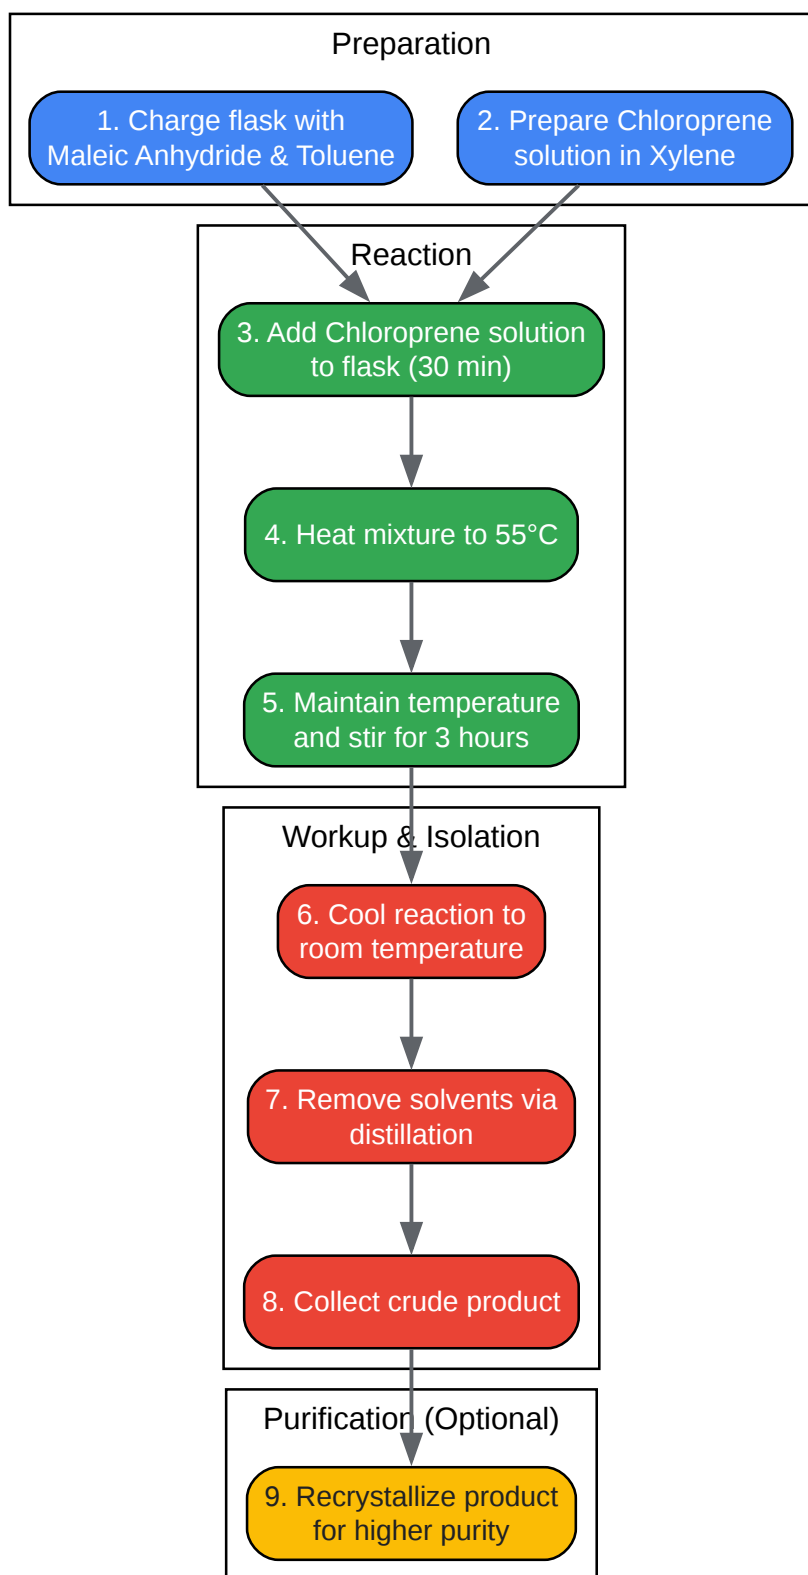 Preparation
1. Charge flask with
Maleic Anhydride & Toluene
2. Prepare Chloroprene
solution in Xylene
Reaction
3. Add Chloroprene solution
to flask (30 min)
4. Heat mixture to 55°C
5. Maintain temperature
and stir for 3 hours
Workup & Isolation
6. Cool reaction to
room temperature
7. Remove solvents via
distillation
8. Collect crude product
Purification (Optional)
9. Recrystallize product
for higher purity